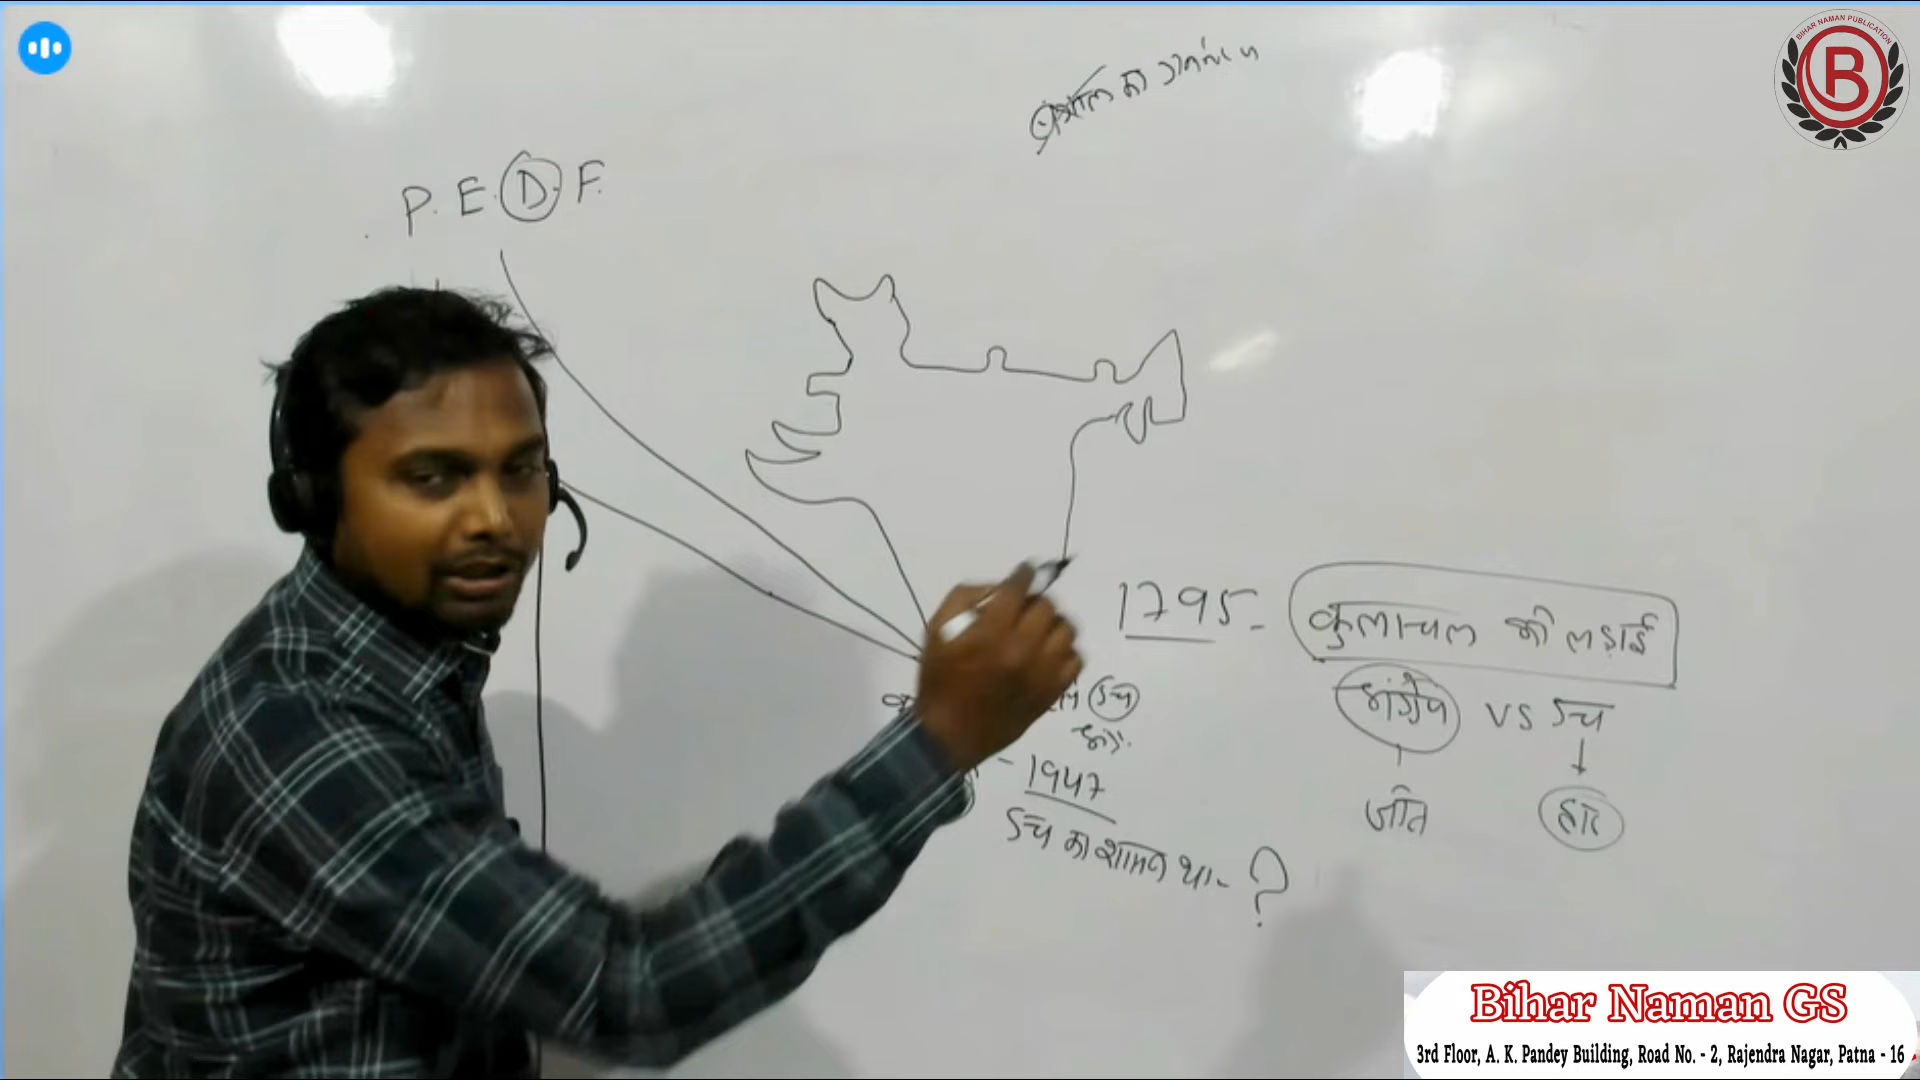 BIHAR NAMAN PUBLICATION
B
का
P. E. D. F.
1795 - कुलाचल की लड़ाई
अंग्रेज vs डच
जीत हार
डच
- 1947
डच का शासन था - ?
Bihar Naman GS
3rd Floor, A. K. Pandey Building, Road No. - 2, Rajendra Nagar, Patna - 16